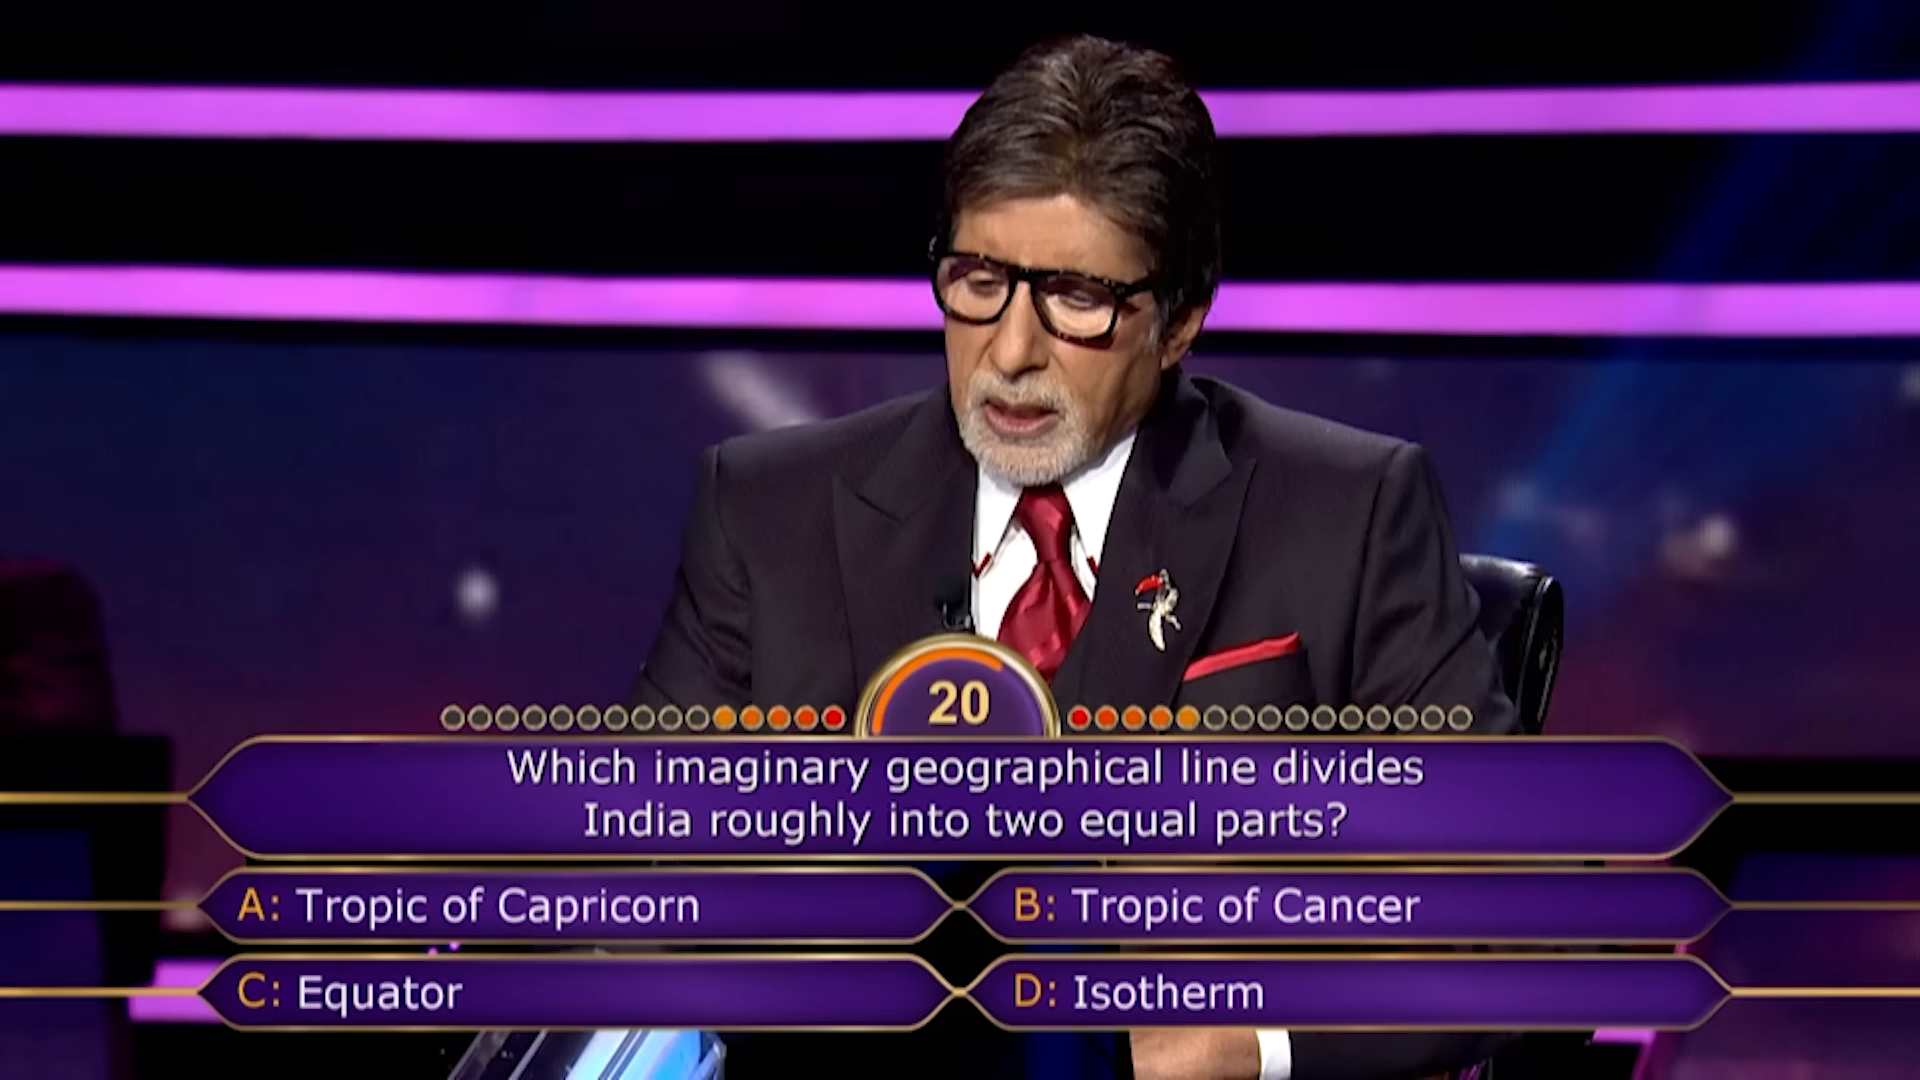 20
Which imaginary geographical line divides
India roughly into two equal parts?
A: Tropic of Capricorn
B: Tropic of Cancer
C: Equator
D: Isotherm